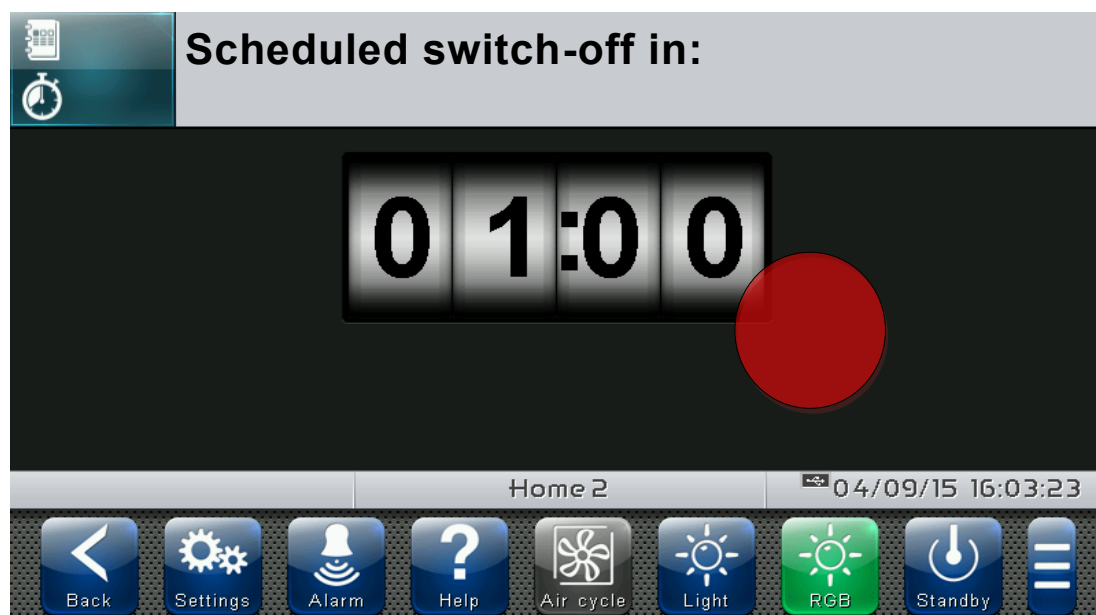 Scheduled switch-off in:
01:00
Home 2
04/09/15 16:03:23
Back Settings Alarm Help Air cycle Light RGB Standby